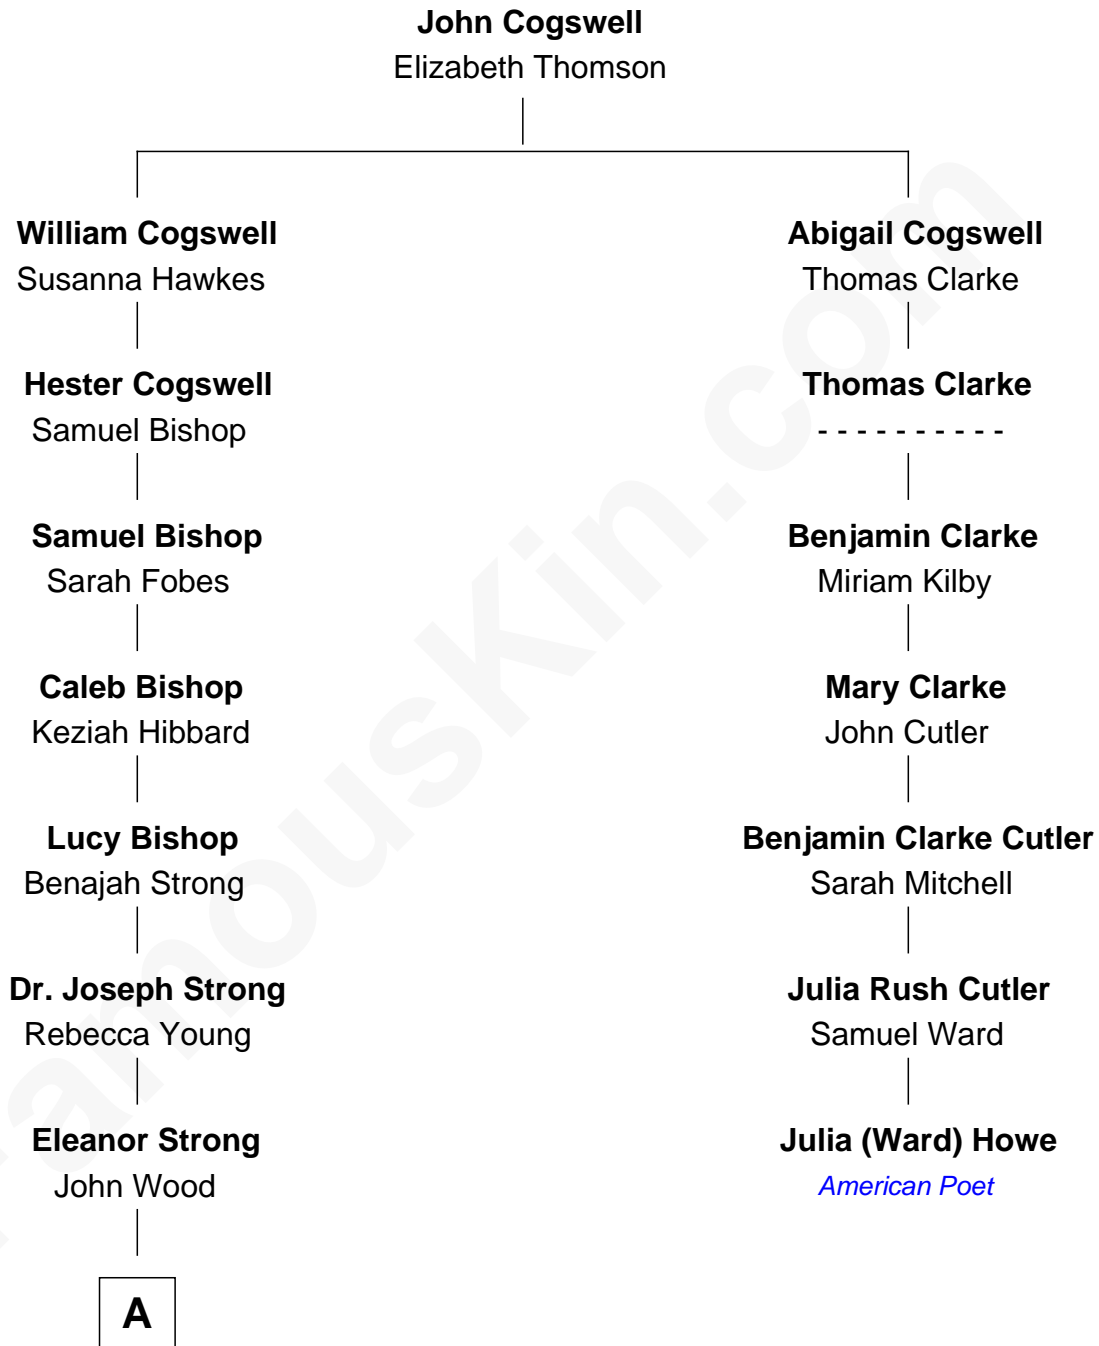 John Cogswell
Elizabeth Thomson
William Cogswell
Susanna Hawkes
Hester Cogswell
Samuel Bishop
Samuel Bishop
Sarah Fobes
Caleb Bishop
Keziah Hibbard
Lucy Bishop
Benajah Strong
Dr. Joseph Strong
Rebecca Young
Eleanor Strong
John Wood
A
Abigail Cogswell
Thomas Clarke
Thomas Clarke
- - - - - - - - - -
Benjamin Clarke
Miriam Kilby
Mary Clarke
John Cutler
Benjamin Clarke Cutler
Sarah Mitchell
Julia Rush Cutler
Samuel Ward
Julia (Ward) Howe
American Poet
FamousKin.com